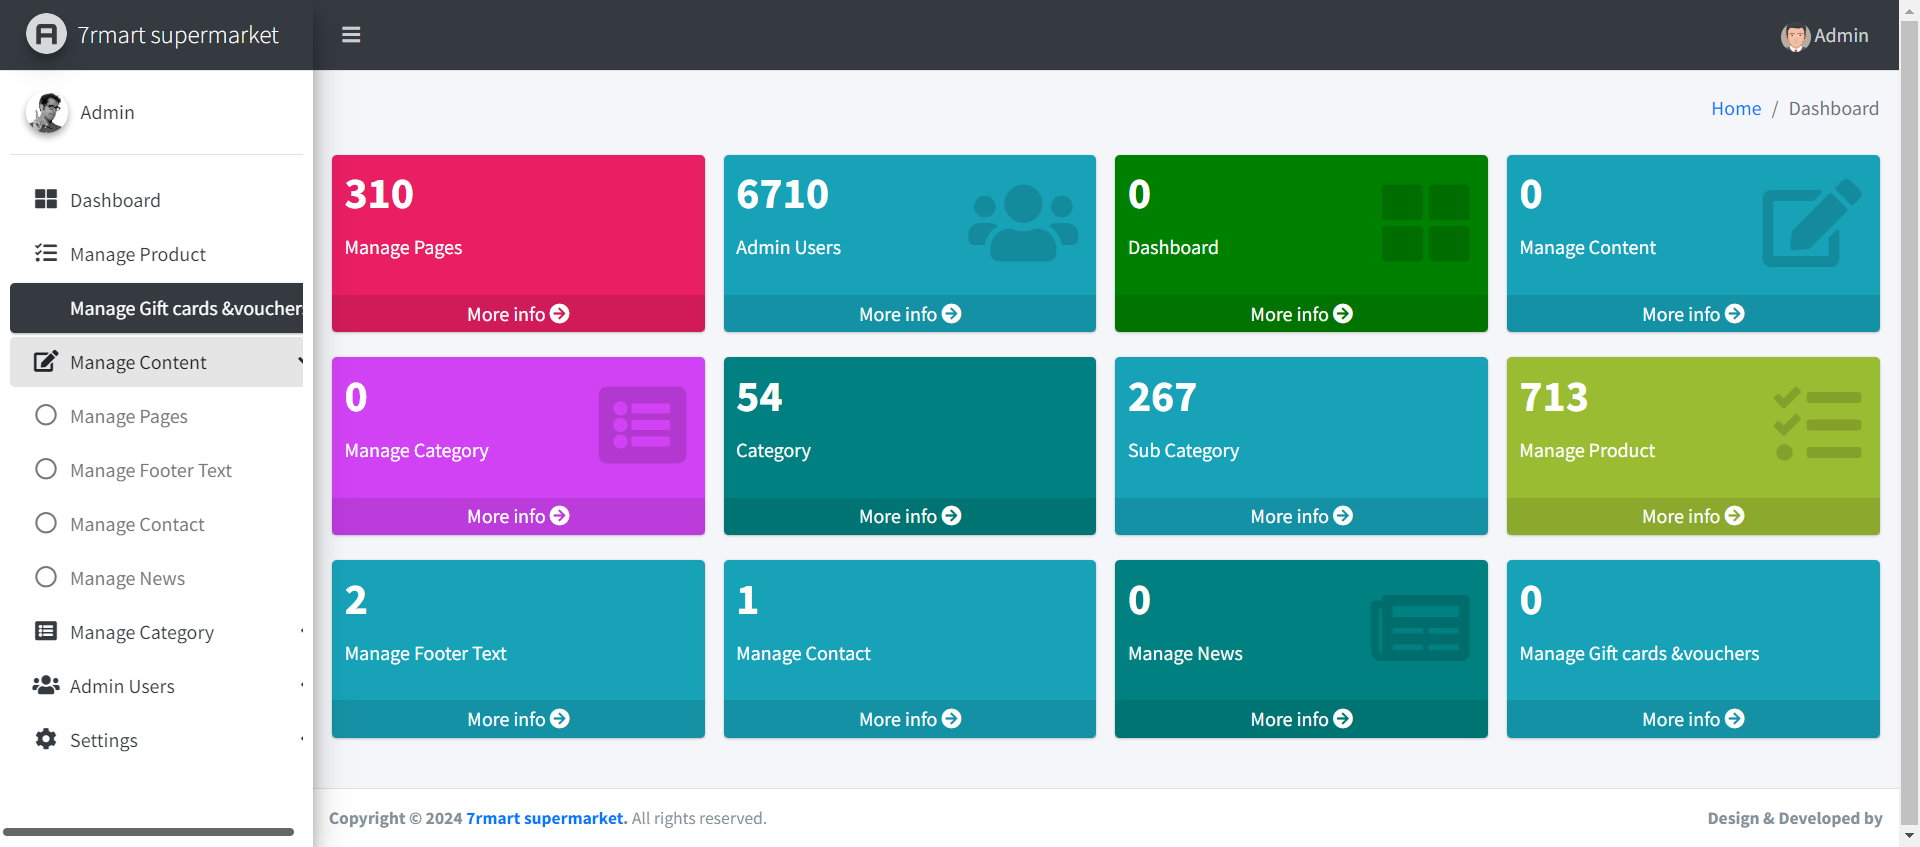 7rmart supermarket
Admin
Admin
Home / Dashboard
Dashboard
Manage Product
Manage Gift cards &voucher
Manage Content
Manage Pages
Manage Footer Text
Manage Contact
Manage News
Manage Category
Admin Users
Settings
310
Manage Pages
More info
6710
Admin Users
More info
0
Dashboard
More info
0
Manage Content
More info
0
Manage Category
More info
54
Category
More info
267
Sub Category
More info
713
Manage Product
More info
2
Manage Footer Text
More info
1
Manage Contact
More info
0
Manage News
More info
0
Manage Gift cards &vouchers
More info
Copyright © 2024 7rmart supermarket. All rights reserved.
Design & Developed by